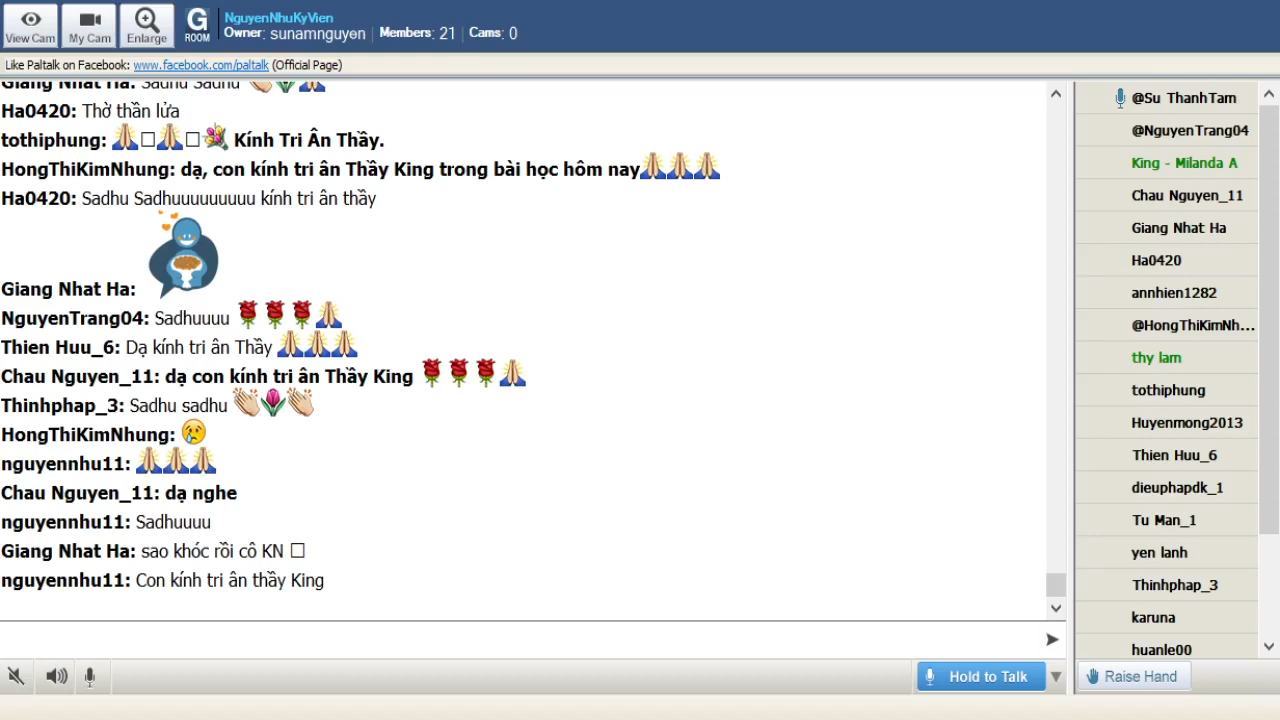 View Cam
My Cam
Enlarge
G
ROOM
NguyenNhuKyVien
Owner: sunamnguyen | Members: 21 | Cams: 0
Like Paltalk on Facebook: www.facebook.com/paltalk (Official Page)
Giang Nhat Ha: Sadhu Sadhu
Ha0420: Thờ thần lửa
tothiphung: Kính Tri Ân Thầy.
HongThiKimNhung: dạ, con kính tri ân Thầy King trong bài học hôm nay
Ha0420: Sadhu Sadhuuuuuuuuu kính tri ân thầy
Giang Nhat Ha:
NguyenTrang04: Sadhuuuu
Thien Huu_6: Dạ kính tri ân Thầy
Chau Nguyen_11: dạ con kính tri ân Thầy King
Thinhphap_3: Sadhu sadhu
HongThiKimNhung:
nguyennhu11:
Chau Nguyen_11: dạ nghe
nguyennhu11: Sadhuuuu
Giang Nhat Ha: sao khóc rồi cô KN
nguyennhu11: Con kính tri ân thầy King
@Su ThanhTam
@NguyenTrang04
King - Milanda A
Chau Nguyen_11
Giang Nhat Ha
Ha0420
annhien1282
@HongThiKimNh...
thy lam
tothiphung
Huyenmong2013
Thien Huu_6
dieuphapdk_1
Tu Man_1
yen lanh
Thinhphap_3
karuna
huanle00
Hold to Talk
Raise Hand